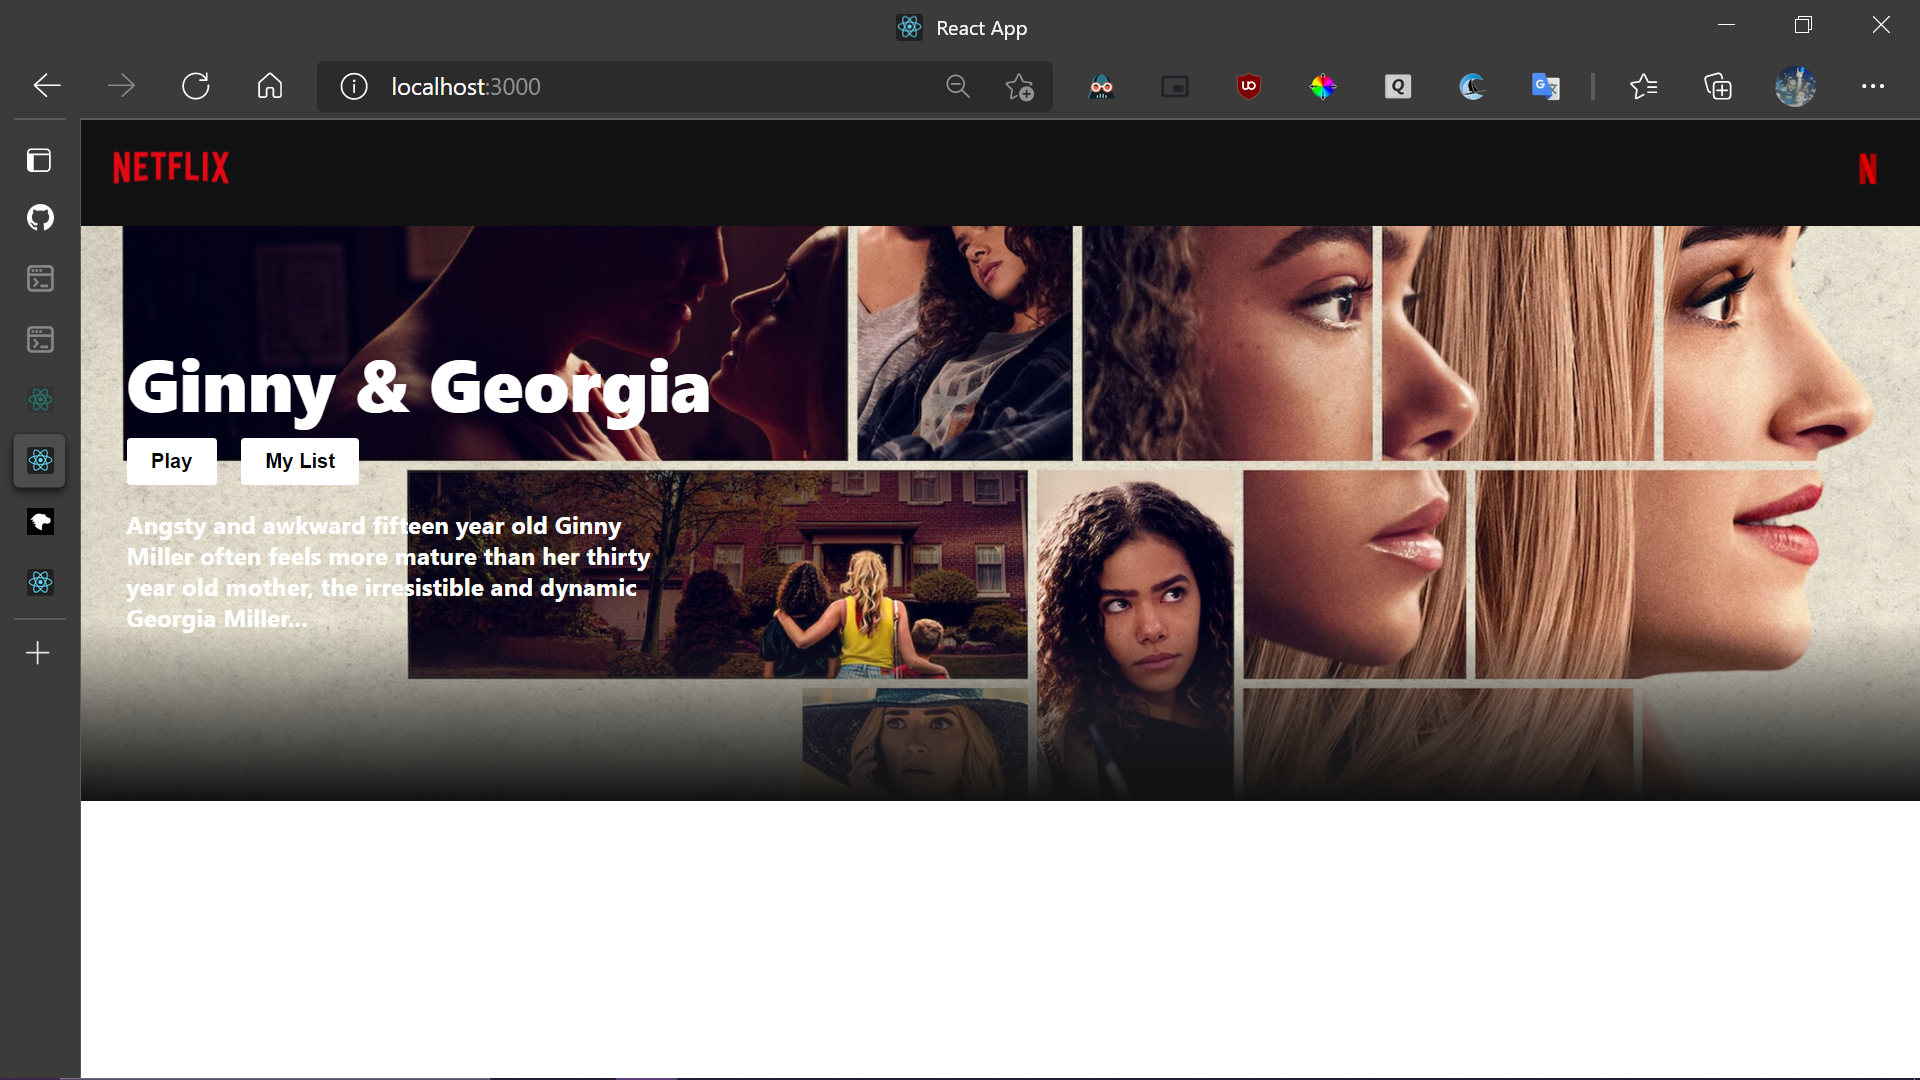 React App
localhost:3000
uo
Q
G
NETFLIX
N
Ginny & Georgia
Play
My List
Angsty and awkward fifteen year old Ginny
Miller often feels more mature than her thirty
year old mother, the irresistible and dynamic
Georgia Miller...